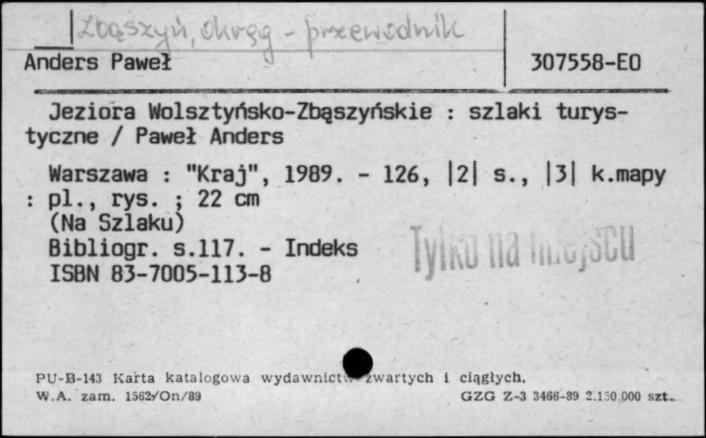 Zbąszyń, okręg - przewodnik
Anders Paweł 307558-EO
Jeziora Wolsztyńsko-Zbąszyńskie : szlaki turys-
tyczne / Paweł Anders
Warszawa : "Kraj", 1989. - 126, |2| s., |3| k.mapy
: pl., rys. ; 22 cm
(Na Szlaku)
Bibliogr. s.117. - Indeks
Tylko na miejscu
ISBN 83-7005-113-8
PU-B-143 Karta katalogowa wydawnictw zwartych i ciągłych.
W.A. zam. 1562/On/89 GZG Z-3 3466-89 2.150.000 szt.